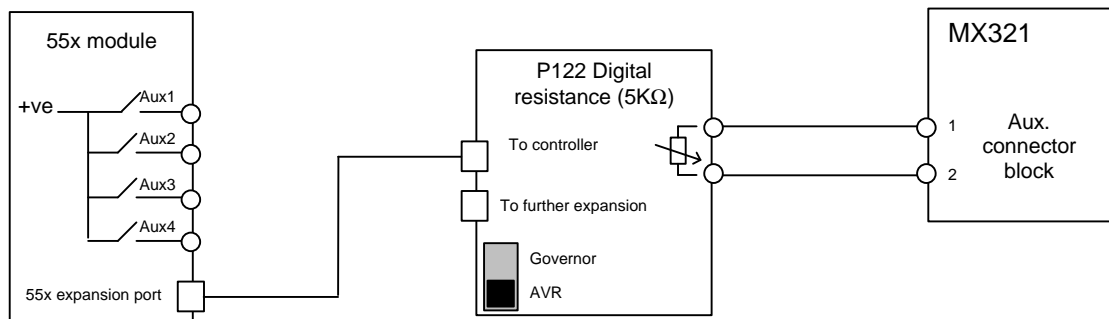 55x module
+ve
Aux1
Aux2
Aux3
Aux4
55x expansion port
P122 Digital
resistance (5KΩ)
To controller
To further expansion
Governor
AVR
MX321
1
2
Aux.
connector
block